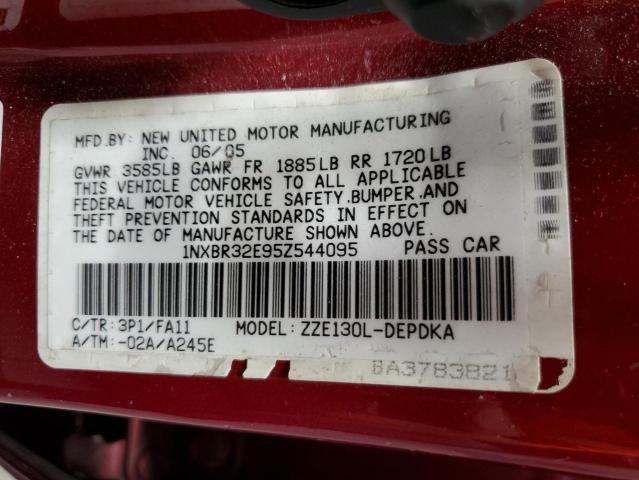 MFD.BY: NEW UNITED MOTOR MANUFACTURING
INC. 06/05
GVWR 3585LB GAWR FR 1885LB RR 1720LB
THIS VEHICLE CONFORMS TO ALL APPLICABLE
FEDERAL MOTOR VEHICLE SAFETY,BUMPER,AND
THEFT PREVENTION STANDARDS IN EFFECT ON
THE DATE OF MANUFACTURE SHOWN ABOVE.
1NXBR32E95Z544095 PASS CAR
C/TR: 3P1/FA11 MODEL: ZZE130L-DEPDKA
A/TM: -02A/A245E
BA3783821